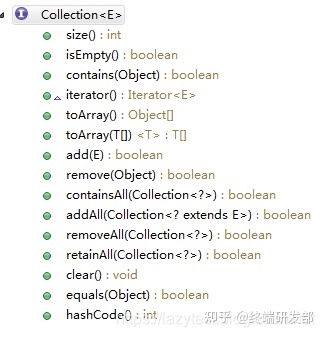 Collection<E>
size() : int
isEmpty() : boolean
contains(Object) : boolean
iterator() : Iterator<E>
toArray() : Object[]
toArray(T[]) <T> : T[]
add(E) : boolean
remove(Object) : boolean
containsAll(Collection<?>) : boolean
addAll(Collection<? extends E>) : boolean
removeAll(Collection<?>) : boolean
retainAll(Collection<?>) : boolean
clear() : void
equals(Object) : boolean
hashCode() : int
知乎 @终端研发部